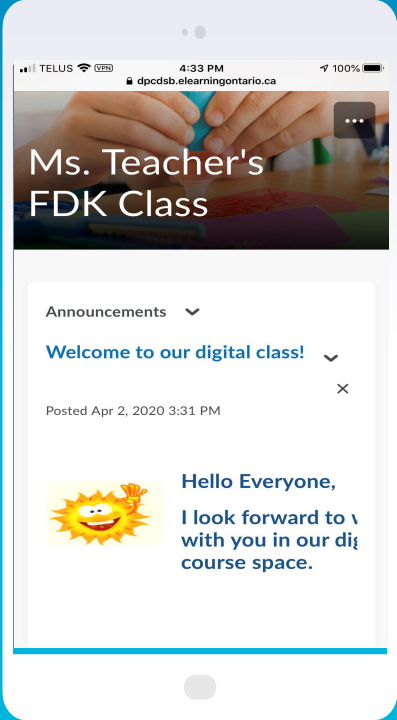 TELUS VPN 4:33 PM 100%
dpcdsb.elearningontario.ca
Ms. Teacher's
FDK Class
Announcements
Welcome to our digital class!
Posted Apr 2, 2020 3:31 PM
Hello Everyone,
I look forward to
with you in our
course space.